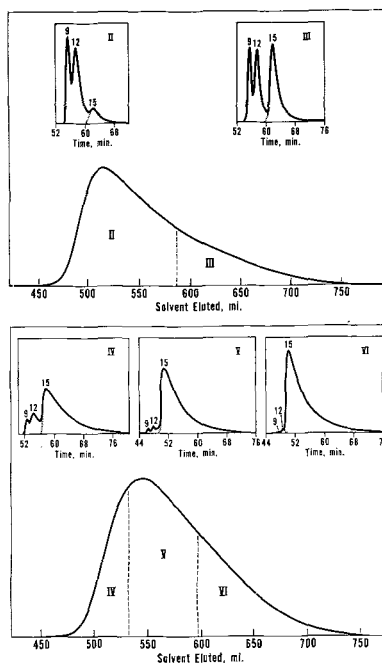 9
12
II
15
52 60 68
Time, min.
9
12
15
III
52 60 68 76
Time, min.
II
III
450 500 550 600 650 700 750
Solvent Eluted, ml.
IV
15
9
12
52 60 68 76
Time, min.
V
15
9
12
44 52 60 68 76
Time, min.
VI
15
12
9
44 52 60 68
Time, min.
IV
V
VI
450 500 550 600 650 700 750
Solvent Eluted, ml.